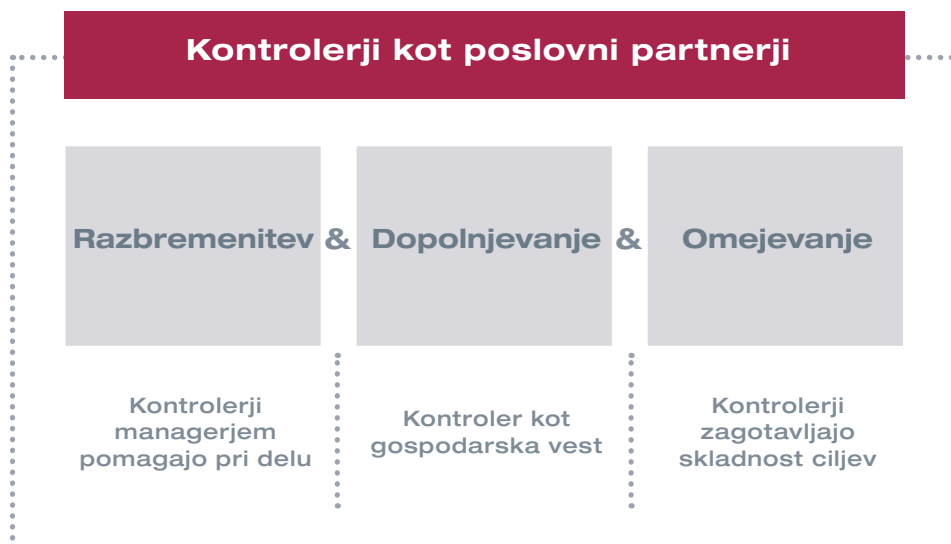 Kontrolerji kot poslovni partnerji
Razbremenitev & Dopolnjevanje & Omejevanje
Kontrolerji
managerjem
pomagajo pri delu
Kontroler kot
gospodarska vest
Kontrolerji
zagotavljajo
skladnost ciljev